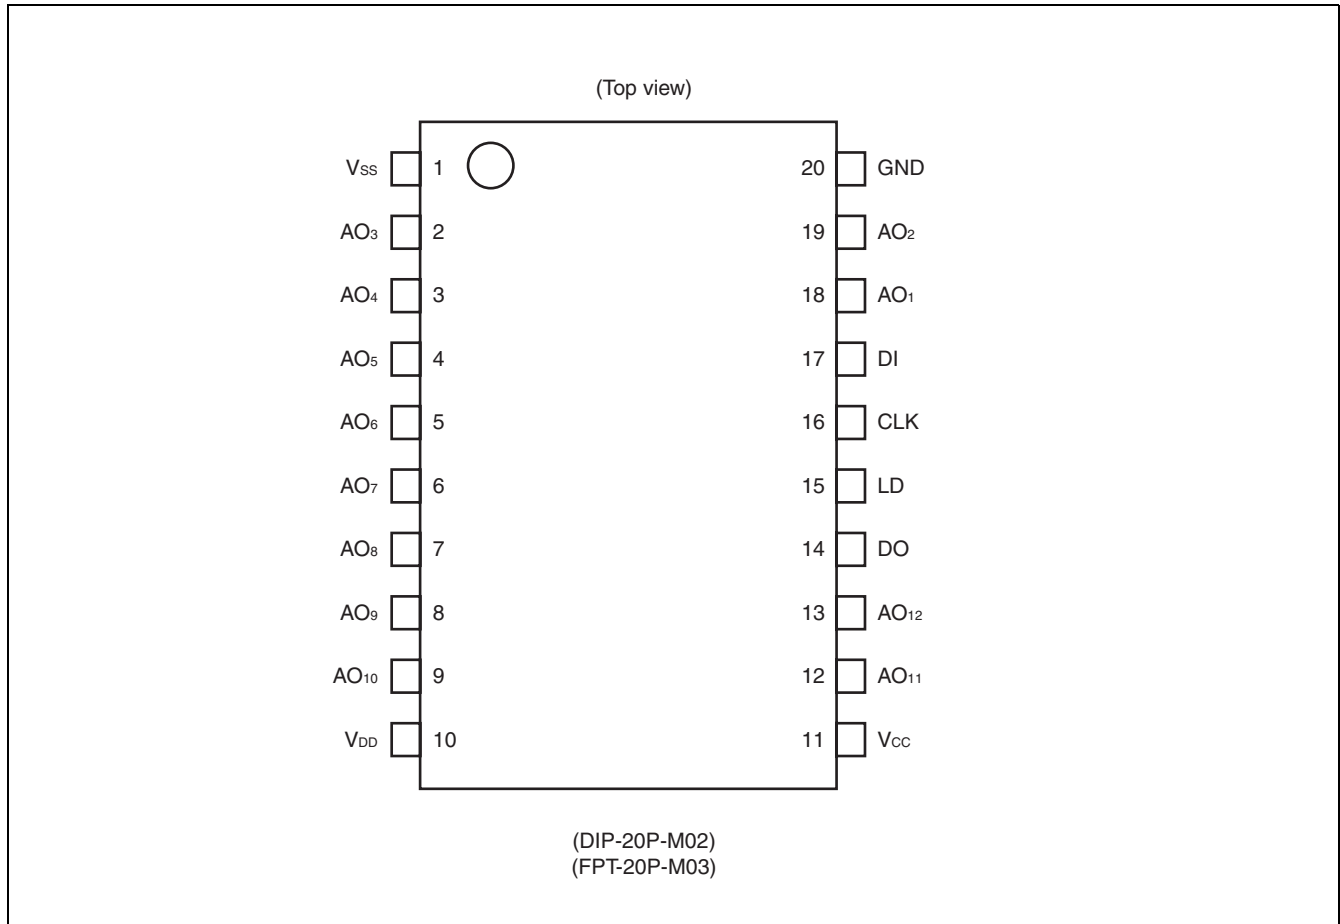 (Top view)
VSS 1 20 GND
AO3 2 19 AO2
AO4 3 18 AO1
AO5 4 17 DI
AO6 5 16 CLK
AO7 6 15 LD
AO8 7 14 DO
AO9 8 13 AO12
AO10 9 12 AO11
VDD 10 11 VCC
(DIP-20P-M02)
(FPT-20P-M03)